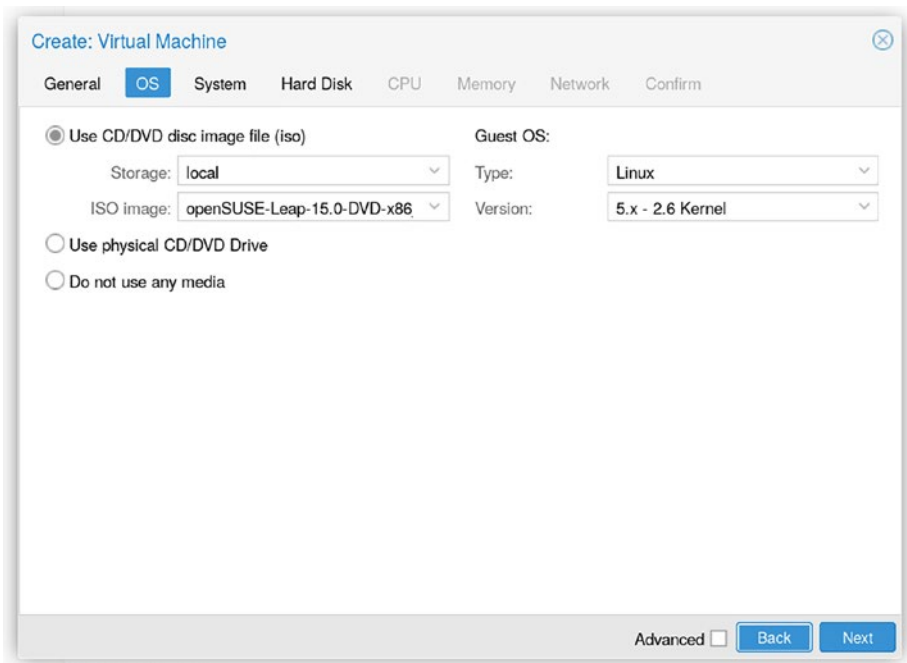 Create: Virtual Machine
General OS System Hard Disk CPU Memory Network Confirm
Use CD/DVD disc image file (iso) Guest OS:
Storage: local Type: Linux
ISO image: openSUSE-Leap-15.0-DVD-x86_ Version: 5.x - 2.6 Kernel
Use physical CD/DVD Drive
Do not use any media
Advanced Back Next